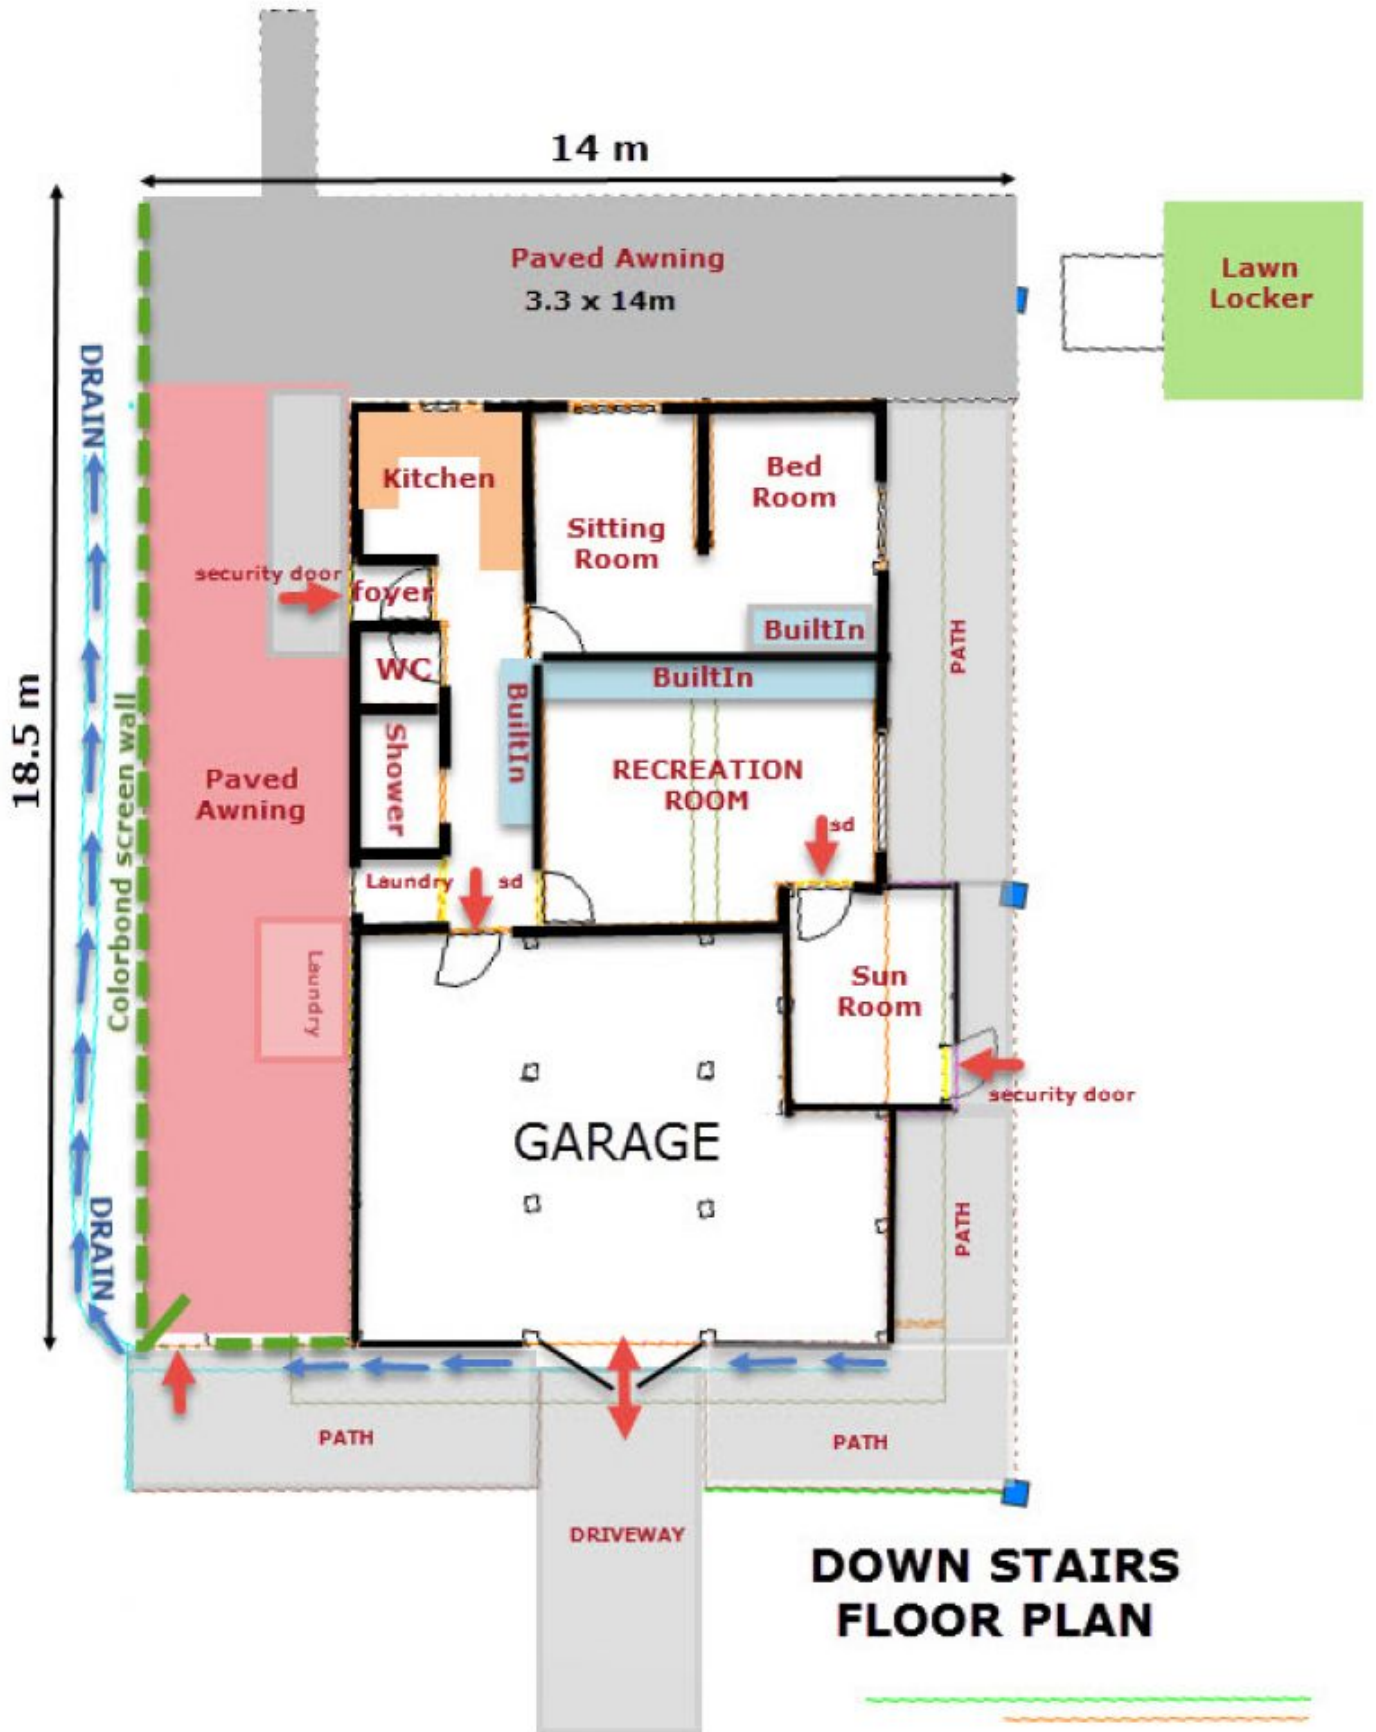 14 m
18.5 m
Paved Awning
3.3 x 14m
Lawn
Locker
DRAIN
Kitchen
Sitting
Room
Bed
Room
security door
foyer
BuiltIn
WC
BuiltIn
BuiltIn
PATH
Shower
RECREATION
ROOM
Paved
Awning
Colorbond screen wall
sd
Laundry
sd
Laundry
Sun
Room
security door
GARAGE
DRAIN
PATH
PATH
PATH
DRIVEWAY
DOWN STAIRS
FLOOR PLAN